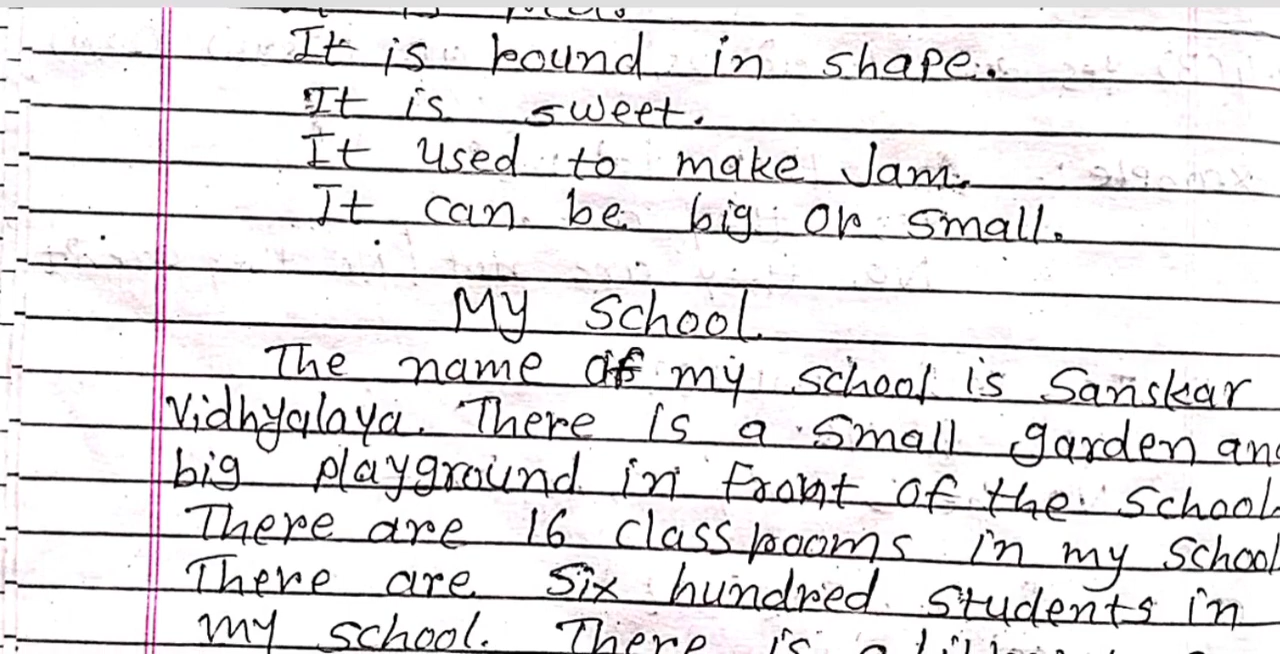 It is round in shape.
It is sweet.
It used to make Jam.
It can be big or small.
My School
The name of my school is Sanskar
Vidhyalaya. There is a small garden and
big playground in front of the School.
There are 16 classrooms in my School
There are six hundred students in
my school. There is a